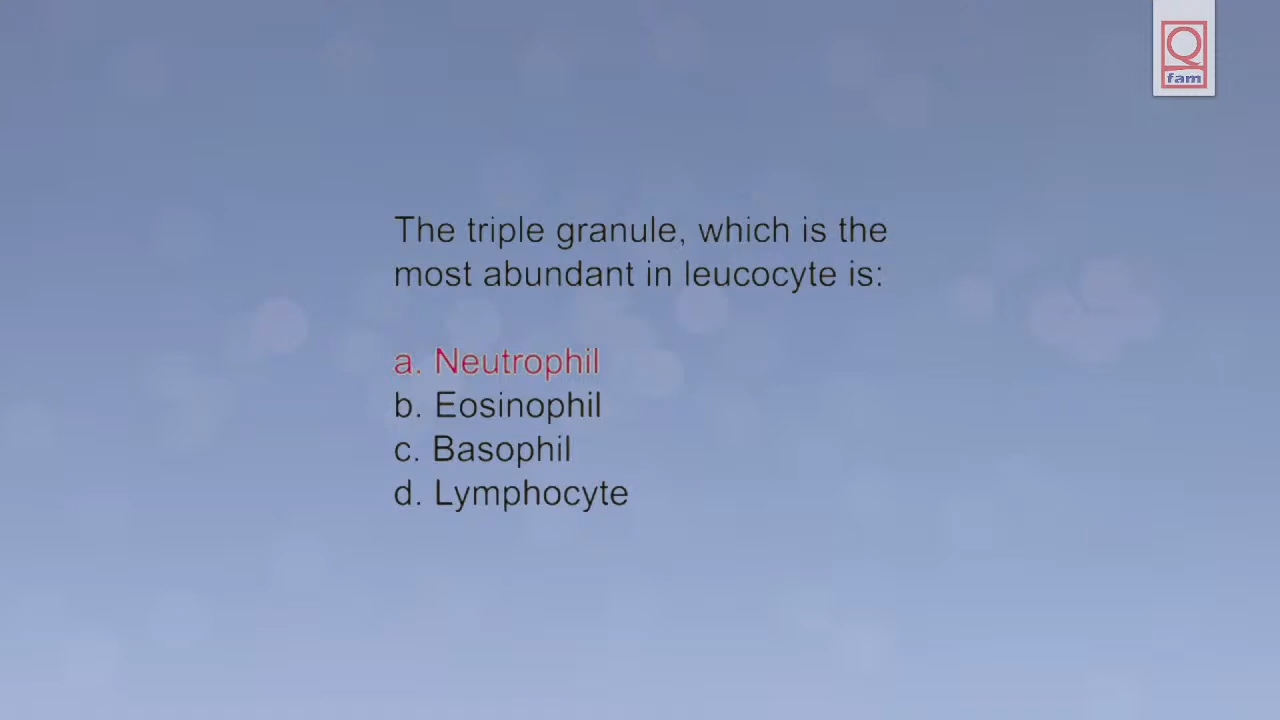 Q
fam
The triple granule, which is the
most abundant in leucocyte is:
a. Neutrophil
b. Eosinophil
c. Basophil
d. Lymphocyte